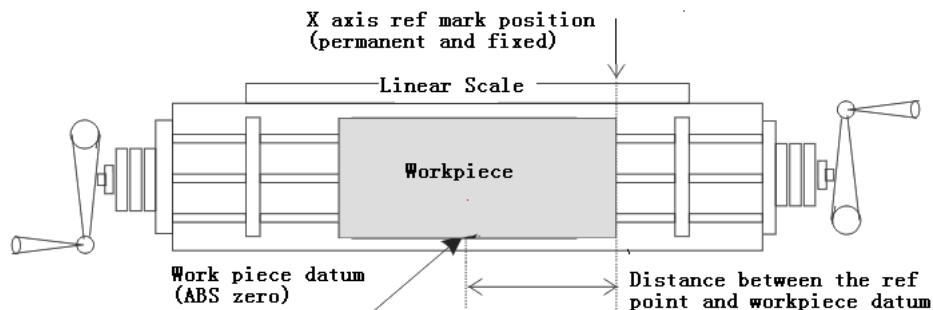 X axis ref mark position
(permanent and fixed)
Linear Scale
Workpiece
Work piece datum
(ABS zero)
Distance between the ref
point and workpiece datum